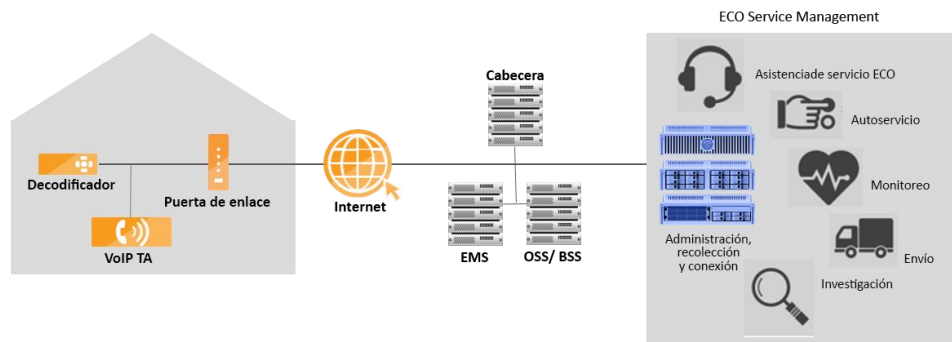 ECO Service Management
Cabecera
Asistenciade servicio ECO
Autoservicio
Decodificador
Puerta de enlace
Internet
Monitoreo
VoIP TA
EMS
OSS/ BSS
Administración,
recolección
y conexión
Envío
Investigación